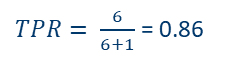 TPR = 6/(6+1) = 0.86